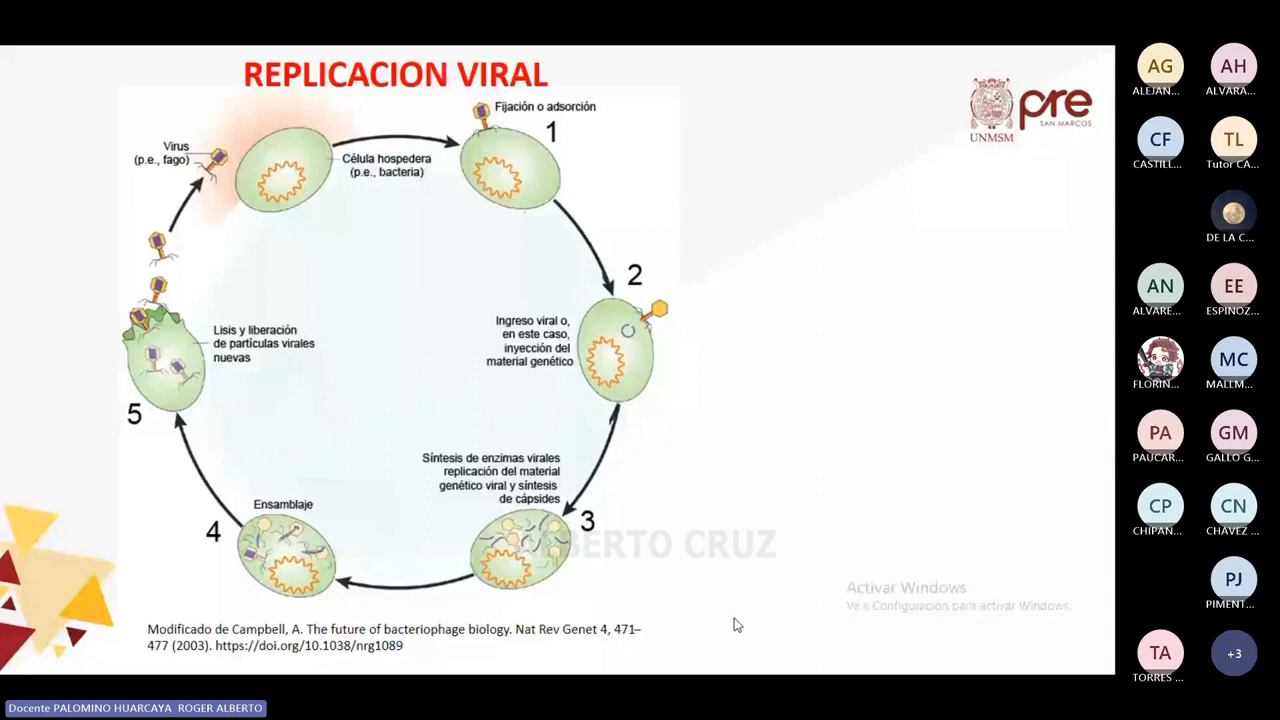 REPLICACION VIRAL
Fijación o adsorción
1
pre
SAN MARCOS
UNMSM
Virus
(p.e., fago)
Célula hospedera
(p.e., bacteria)
2
Ingreso viral o,
en este caso,
inyección del
material genético
Lisis y liberación
de partículas virales
nuevas
5
Síntesis de enzimas virales
replicación del material
genético viral y síntesis
de cápsides
3
Ensamblaje
4
CRUZ
Activar Windows
Ve a Configuración para activar Windows.
Modificado de Campbell, A. The future of bacteriophage biology. Nat Rev Genet 4, 471–
477 (2003). https://doi.org/10.1038/nrg1089
AG
ALEJAN...
AH
ALVARA...
CF
CASTILL...
TL
Tutor CA...
DE LA C...
AN
ALVARE...
EE
ESPINOZ...
FLORIN...
MC
MALLM...
PA
PAUCAR...
GM
GALLO G...
CP
CHIPAN...
CN
CHÁVEZ ...
PJ
PIMENT...
TA
TORRES ...
+3
Docente PALOMINO HUARCAYA ROGER ALBERTO